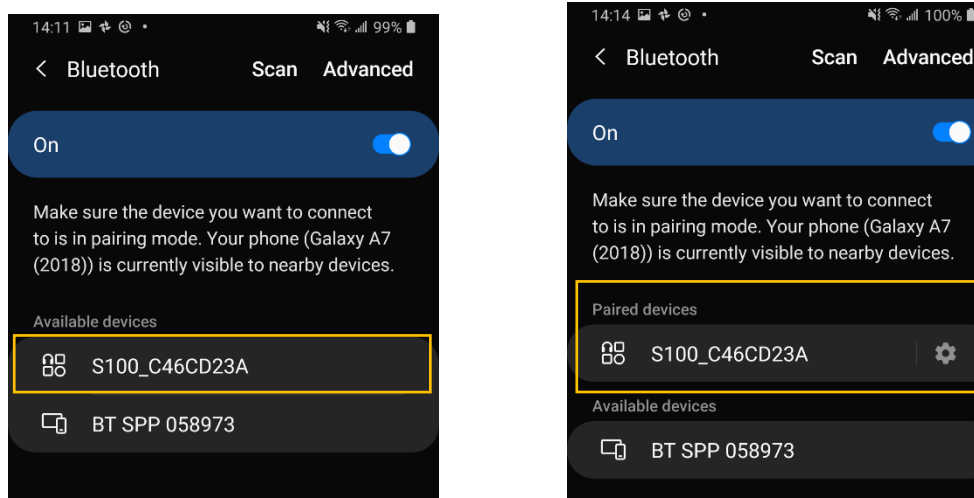 14:11 99%
Bluetooth Scan Advanced
On
Make sure the device you want to connect
to is in pairing mode. Your phone (Galaxy A7
(2018)) is currently visible to nearby devices.
Available devices
S100_C46CD23A
BT SPP 058973
14:14 100%
Bluetooth Scan Advanced
On
Make sure the device you want to connect
to is in pairing mode. Your phone (Galaxy A7
(2018)) is currently visible to nearby devices.
Paired devices
S100_C46CD23A
Available devices
BT SPP 058973